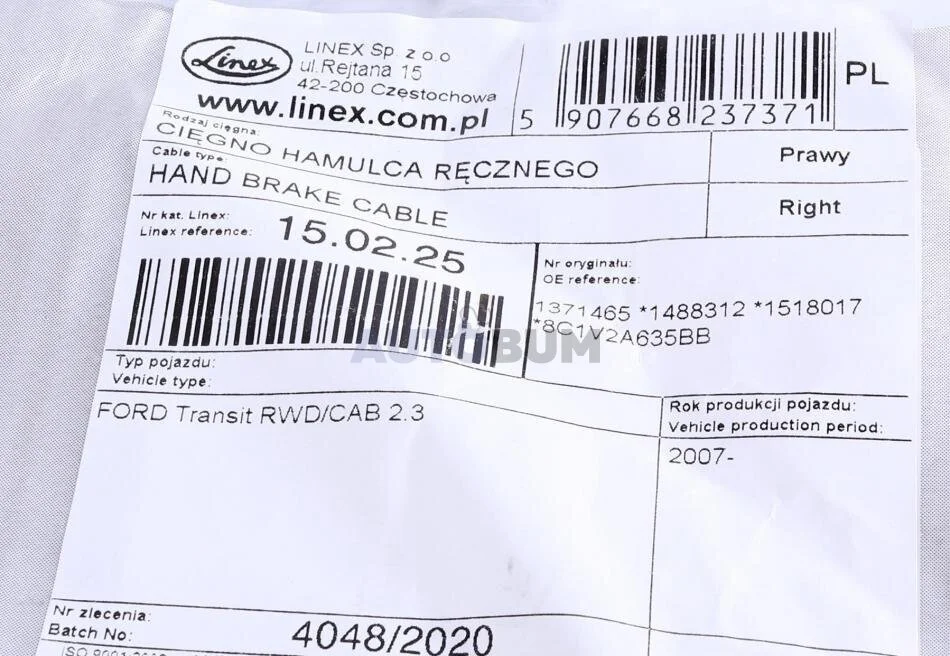 Linex
LINEX Sp. z o.o
ul.Rejtana 15
42-200 Częstochowa
www.linex.com.pl
5 907668 237371
PL
Rodzaj cięgna:
CIĘGNO HAMULCA RĘCZNEGO
Prawy
Cable type:
HAND BRAKE CABLE
Right
Nr kat. Linex:
Linex reference:
15.02.25
Nr oryginału:
OE reference:
1371465 *1488312 *1518017
*8C1V2A635BB
AUTOBUM
Typ pojazdu:
Vehicle type:
FORD Transit RWD/CAB 2.3
Rok produkcji pojazdu:
Vehicle production period:
2007-
Nr zlecenia:
Batch No:
4048/2020